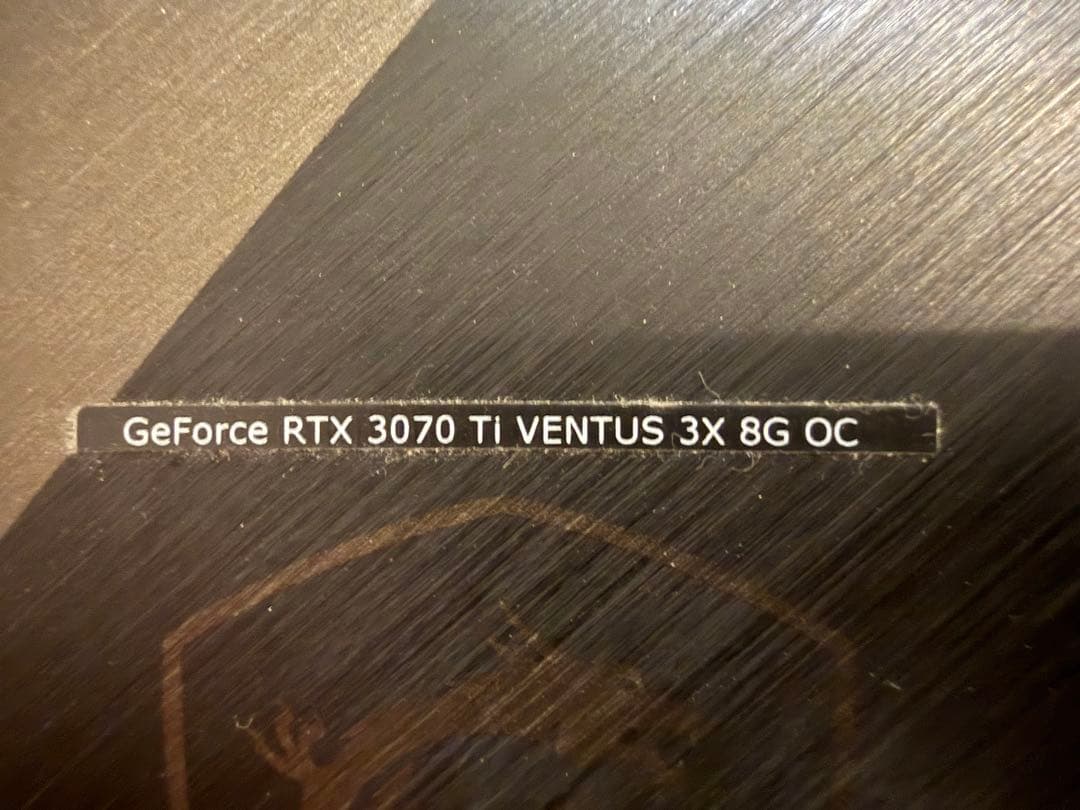 GeForce RTX 3070 Ti VENTUS 3X 8G OC